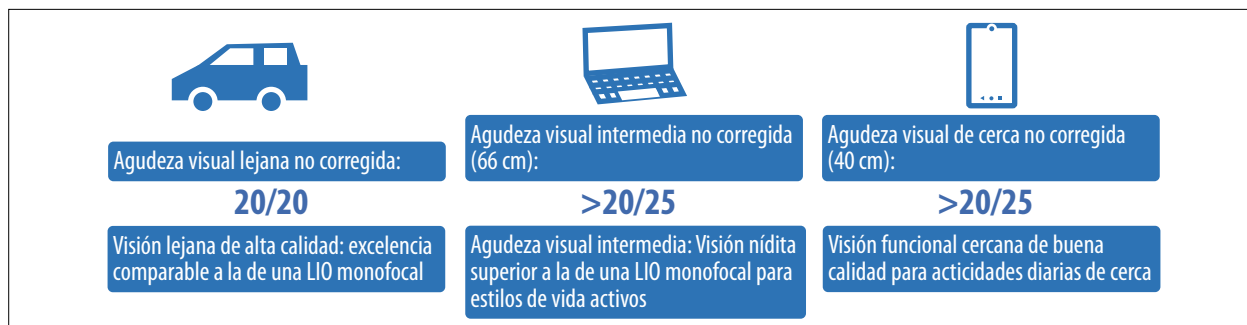 Agudeza visual lejana no corregida:
20/20
Visión lejana de alta calidad: excelencia
comparable a la de una LIO monofocal
Agudeza visual intermedia no corregida
(66 cm):
>20/25
Agudeza visual intermedia: Visión nídita
superior a la de una LIO monofocal para
estilos de vida activos
Agudeza visual de cerca no corregida
(40 cm):
>20/25
Visión funcional cercana de buena
calidad para acticidades diarias de cerca